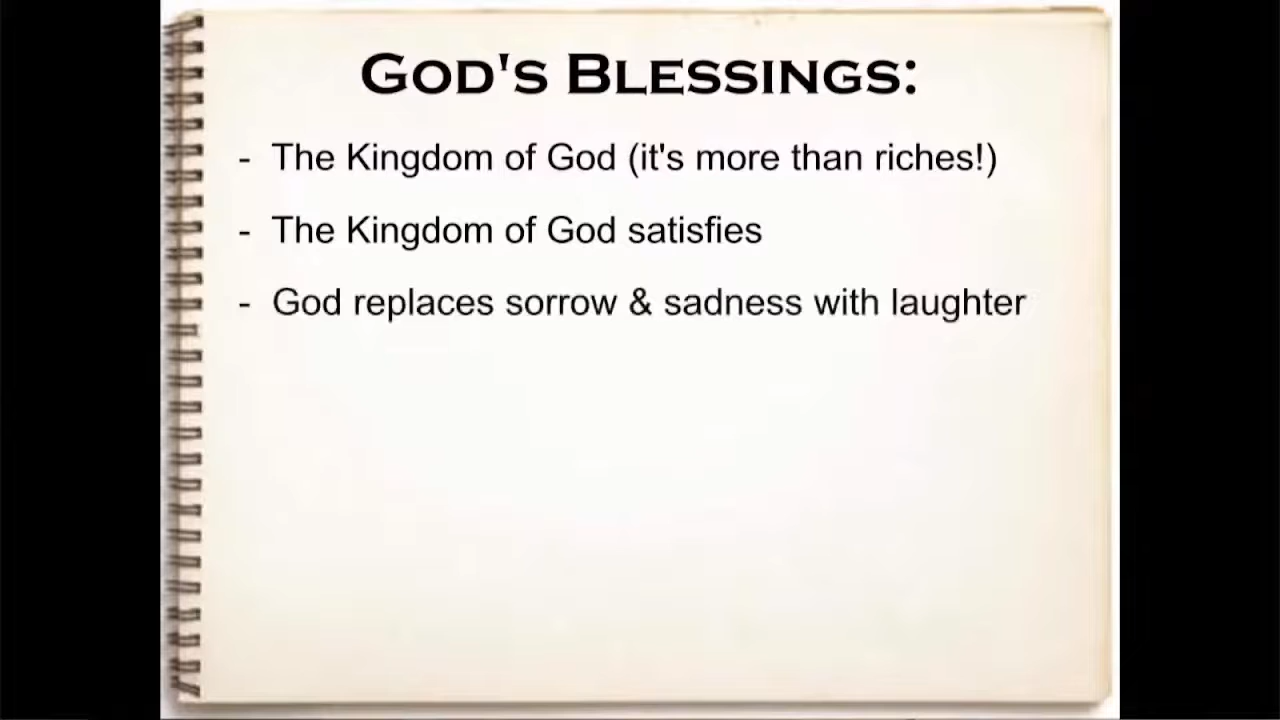 God's Blessings:
- The Kingdom of God (it's more than riches!)
- The Kingdom of God satisfies
- God replaces sorrow & sadness with laughter